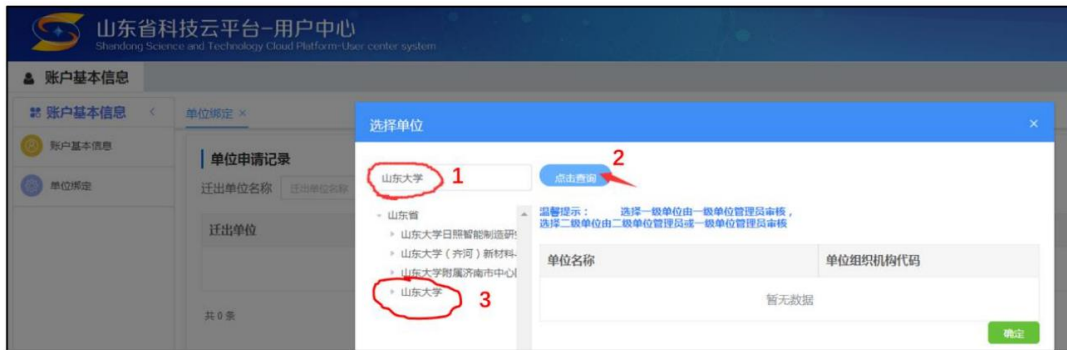 山东省科技云平台-用户中心
Shandong Science and Technology Cloud Platform-User center system
账户基本信息
账户基本信息
单位绑定 ×
账户基本信息
单位绑定
单位申请记录
迁出单位名称 迁出单位名称
迁出单位
共 0 条
选择单位 ×
山东大学 1
点击查询 2
山东省
山东大学日照智能制造研
山东大学(齐河)新材料
山东大学附属济南市中心
山东大学 3
温馨提示: 选择一级单位由一级单位管理员审核,
选择二级单位由二级单位管理员或一级单位管理员审核
单位名称 单位组织机构代码
暂无数据
确定